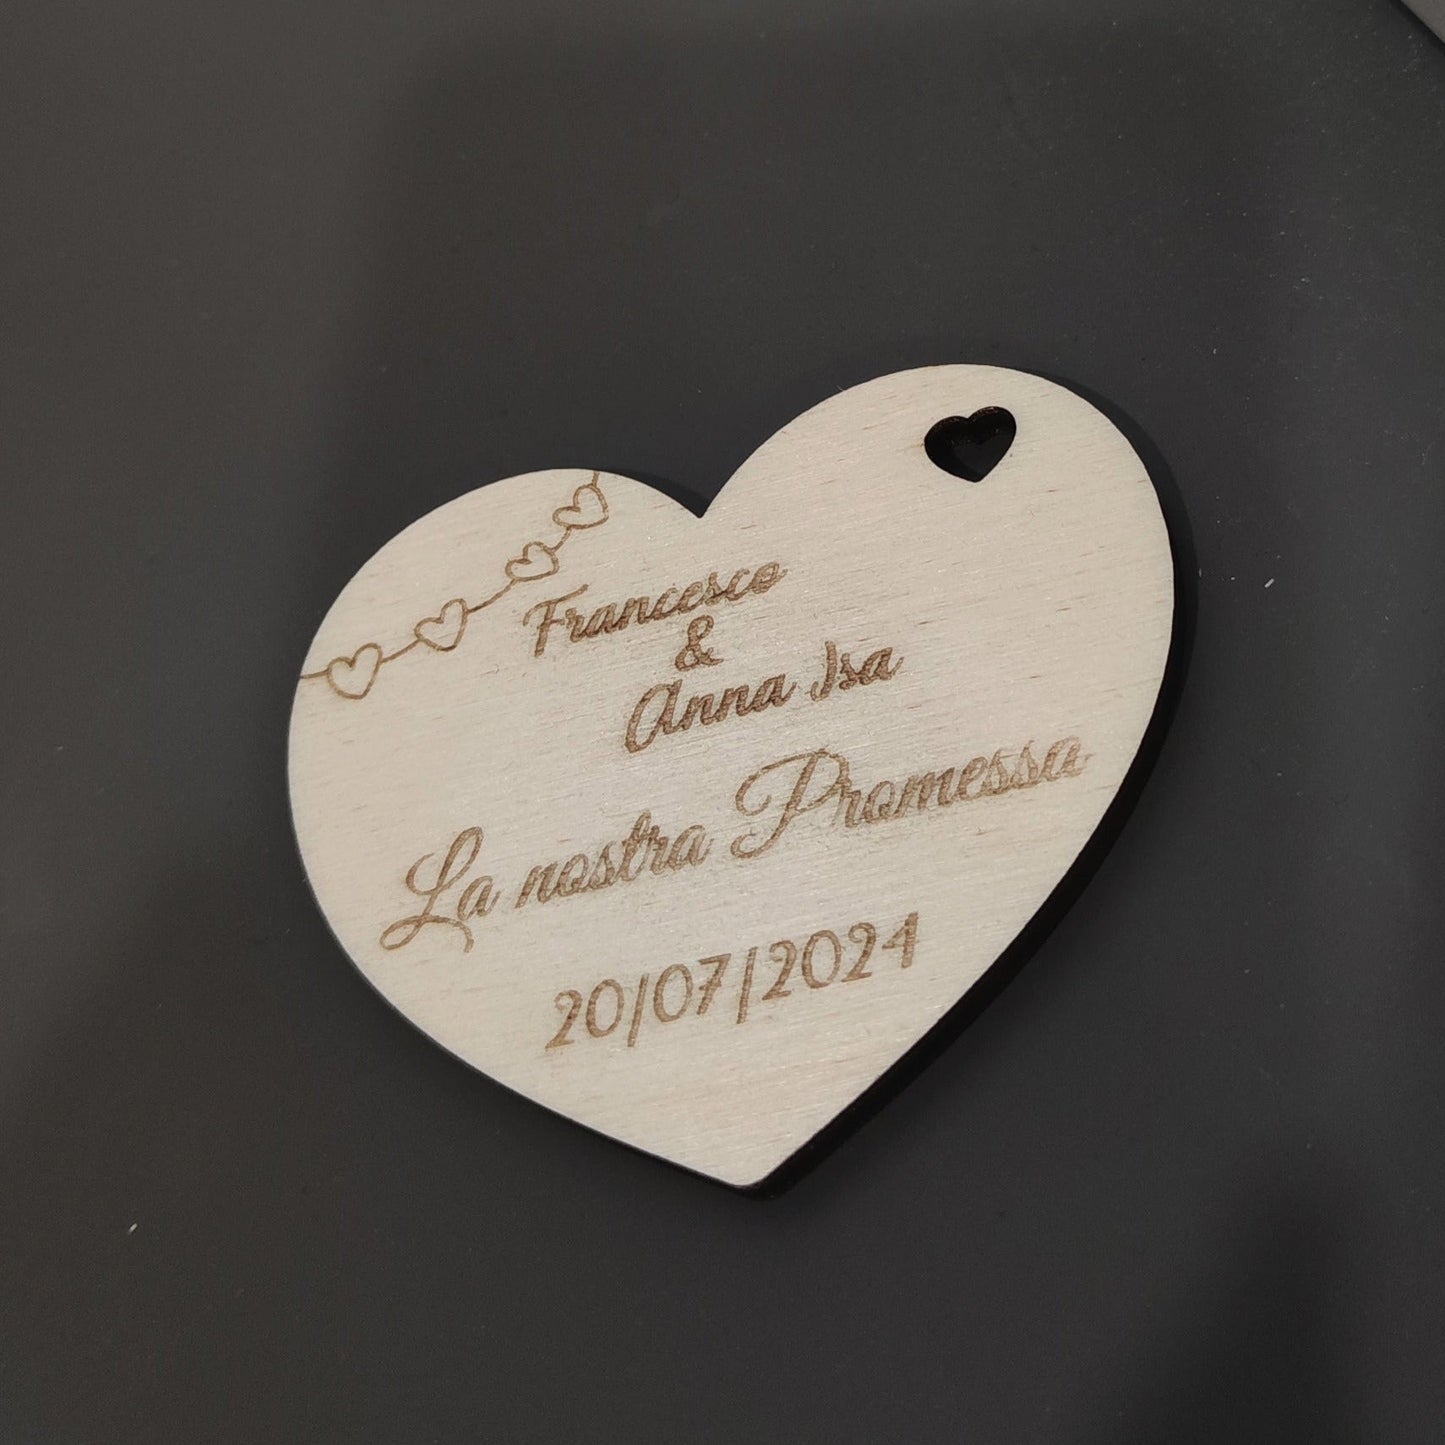 Francesco
&
Anna Isa
La nostra Promessa
20/07/2024